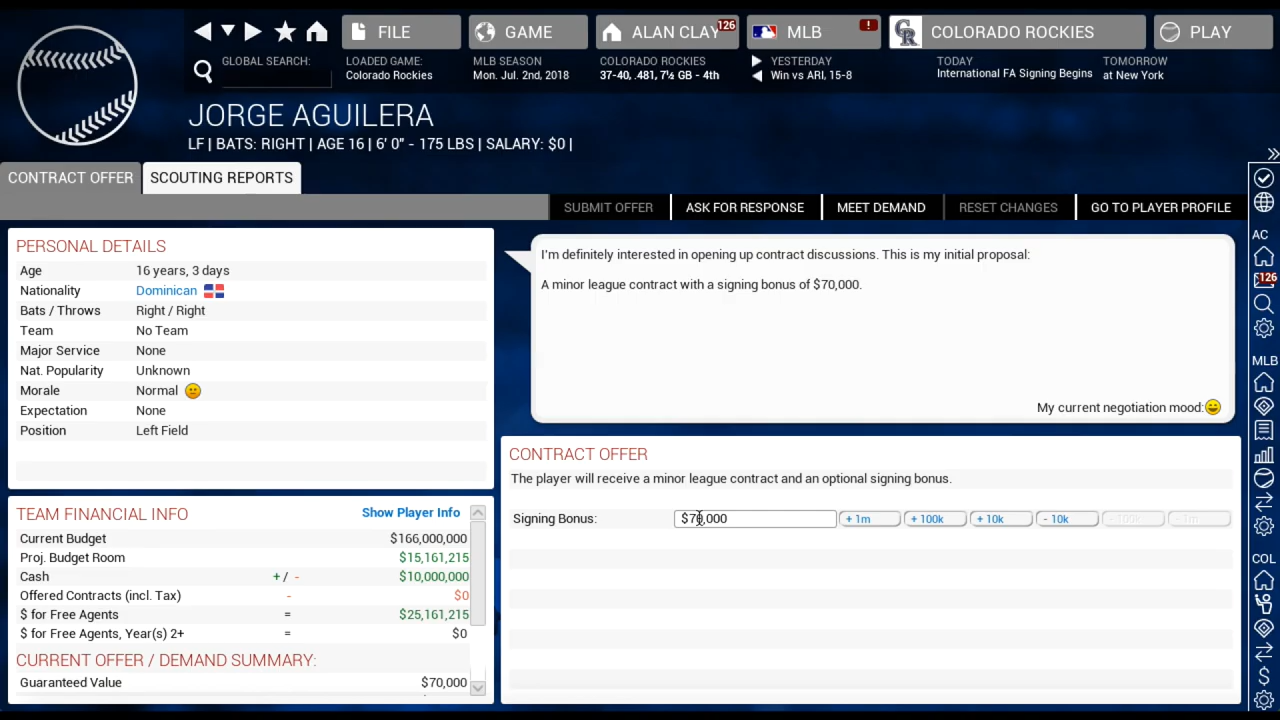 FILE
GAME
ALAN CLAY 126
MLB !
COLORADO ROCKIES
PLAY
GLOBAL SEARCH:
LOADED GAME:
Colorado Rockies
MLB SEASON
Mon. Jul. 2nd, 2018
COLORADO ROCKIES
37-40, .481, 7½ GB - 4th
YESTERDAY
Win vs ARI, 15-8
TODAY
International FA Signing Begins
TOMORROW
at New York
JORGE AGUILERA
LF | BATS: RIGHT | AGE 16 | 6' 0" - 175 LBS | SALARY: $0 |
CONTRACT OFFER
SCOUTING REPORTS
SUBMIT OFFER
ASK FOR RESPONSE
MEET DEMAND
RESET CHANGES
GO TO PLAYER PROFILE
PERSONAL DETAILS
Age 16 years, 3 days
Nationality Dominican
Bats / Throws Right / Right
Team No Team
Major Service None
Nat. Popularity Unknown
Morale Normal
Expectation None
Position Left Field
I'm definitely interested in opening up contract discussions. This is my initial proposal:
A minor league contract with a signing bonus of $70,000.
My current negotiation mood:
TEAM FINANCIAL INFO
Show Player Info
Current Budget $166,000,000
Proj. Budget Room $15,161,215
Cash + / - $10,000,000
Offered Contracts (incl. Tax) - $0
$ for Free Agents = $25,161,215
$ for Free Agents, Year(s) 2+ = $0
CURRENT OFFER / DEMAND SUMMARY:
Guaranteed Value $70,000
CONTRACT OFFER
The player will receive a minor league contract and an optional signing bonus.
Signing Bonus: $70,000 + 1m + 100k + 10k - 10k - 100k - 1m
AC
126
MLB
COL